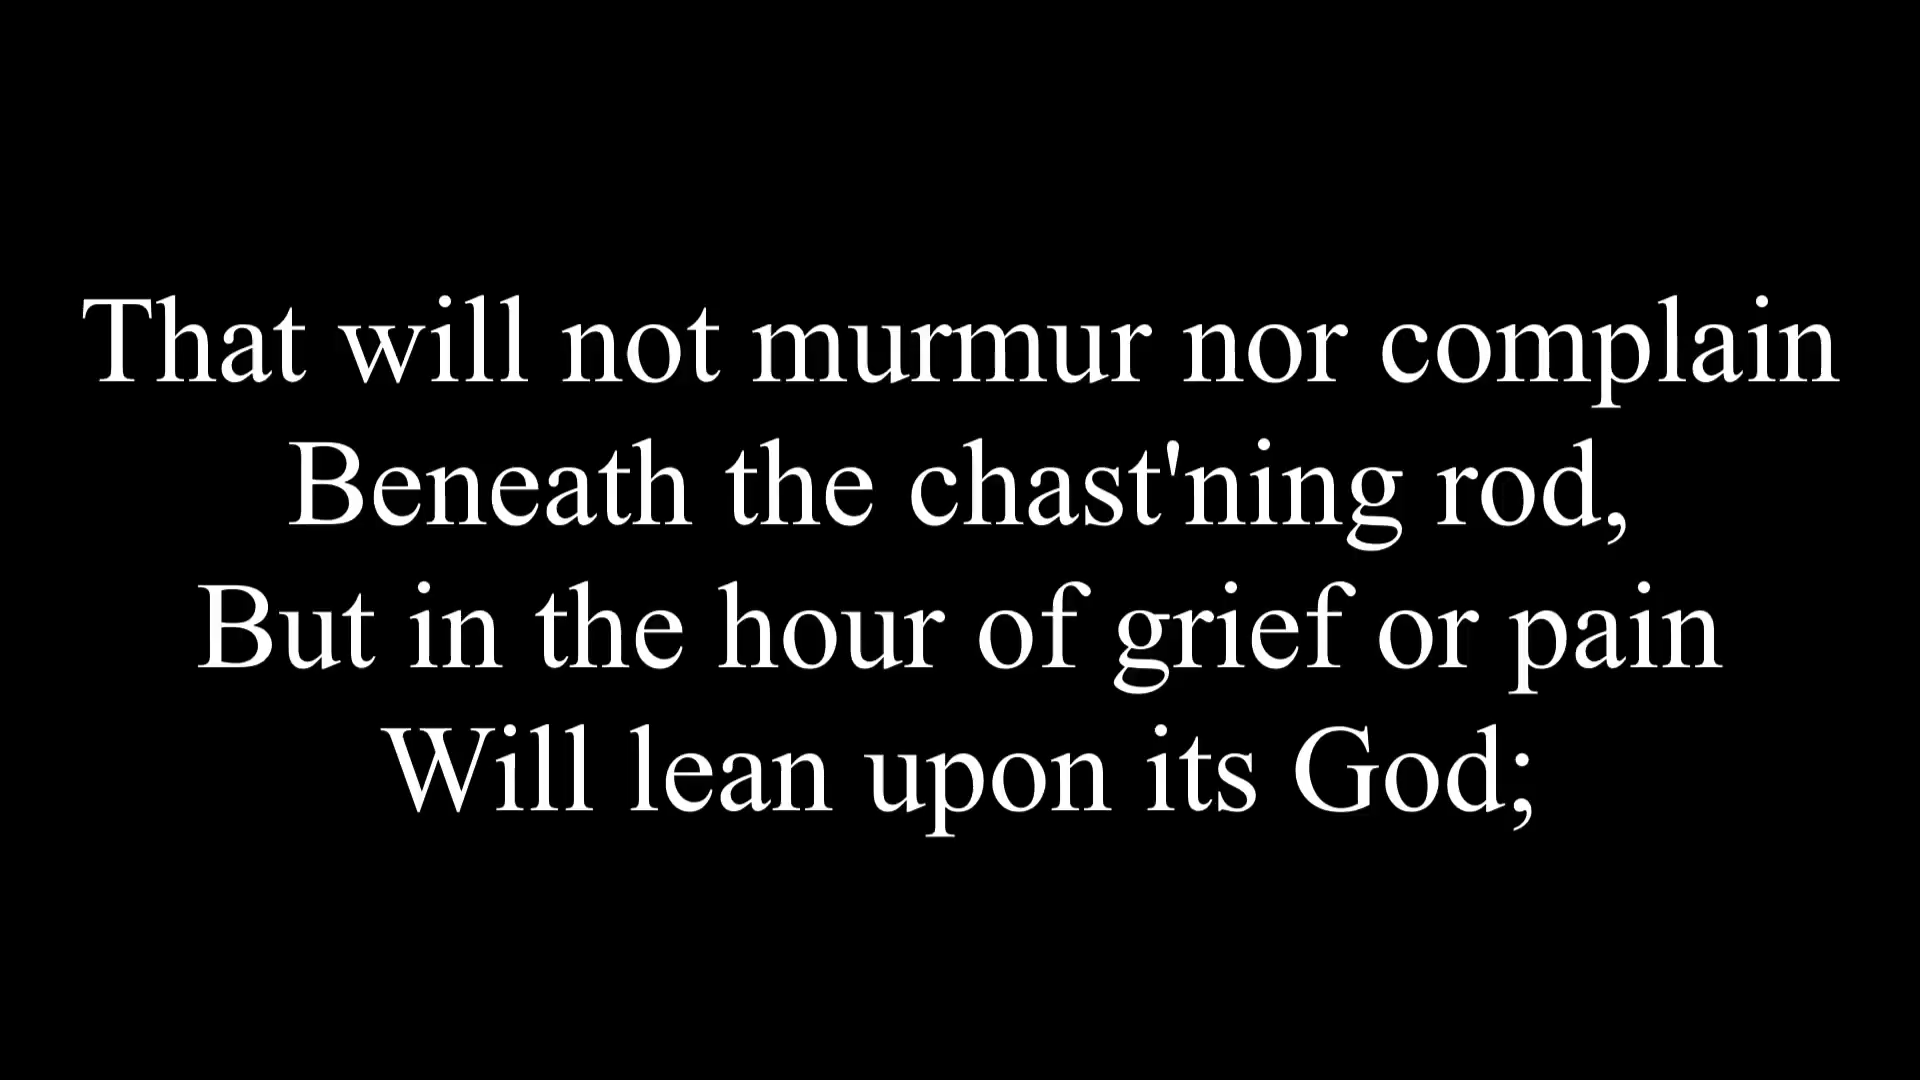 That will not murmur nor complain
Beneath the chast'ning rod,
But in the hour of grief or pain
Will lean upon its God;